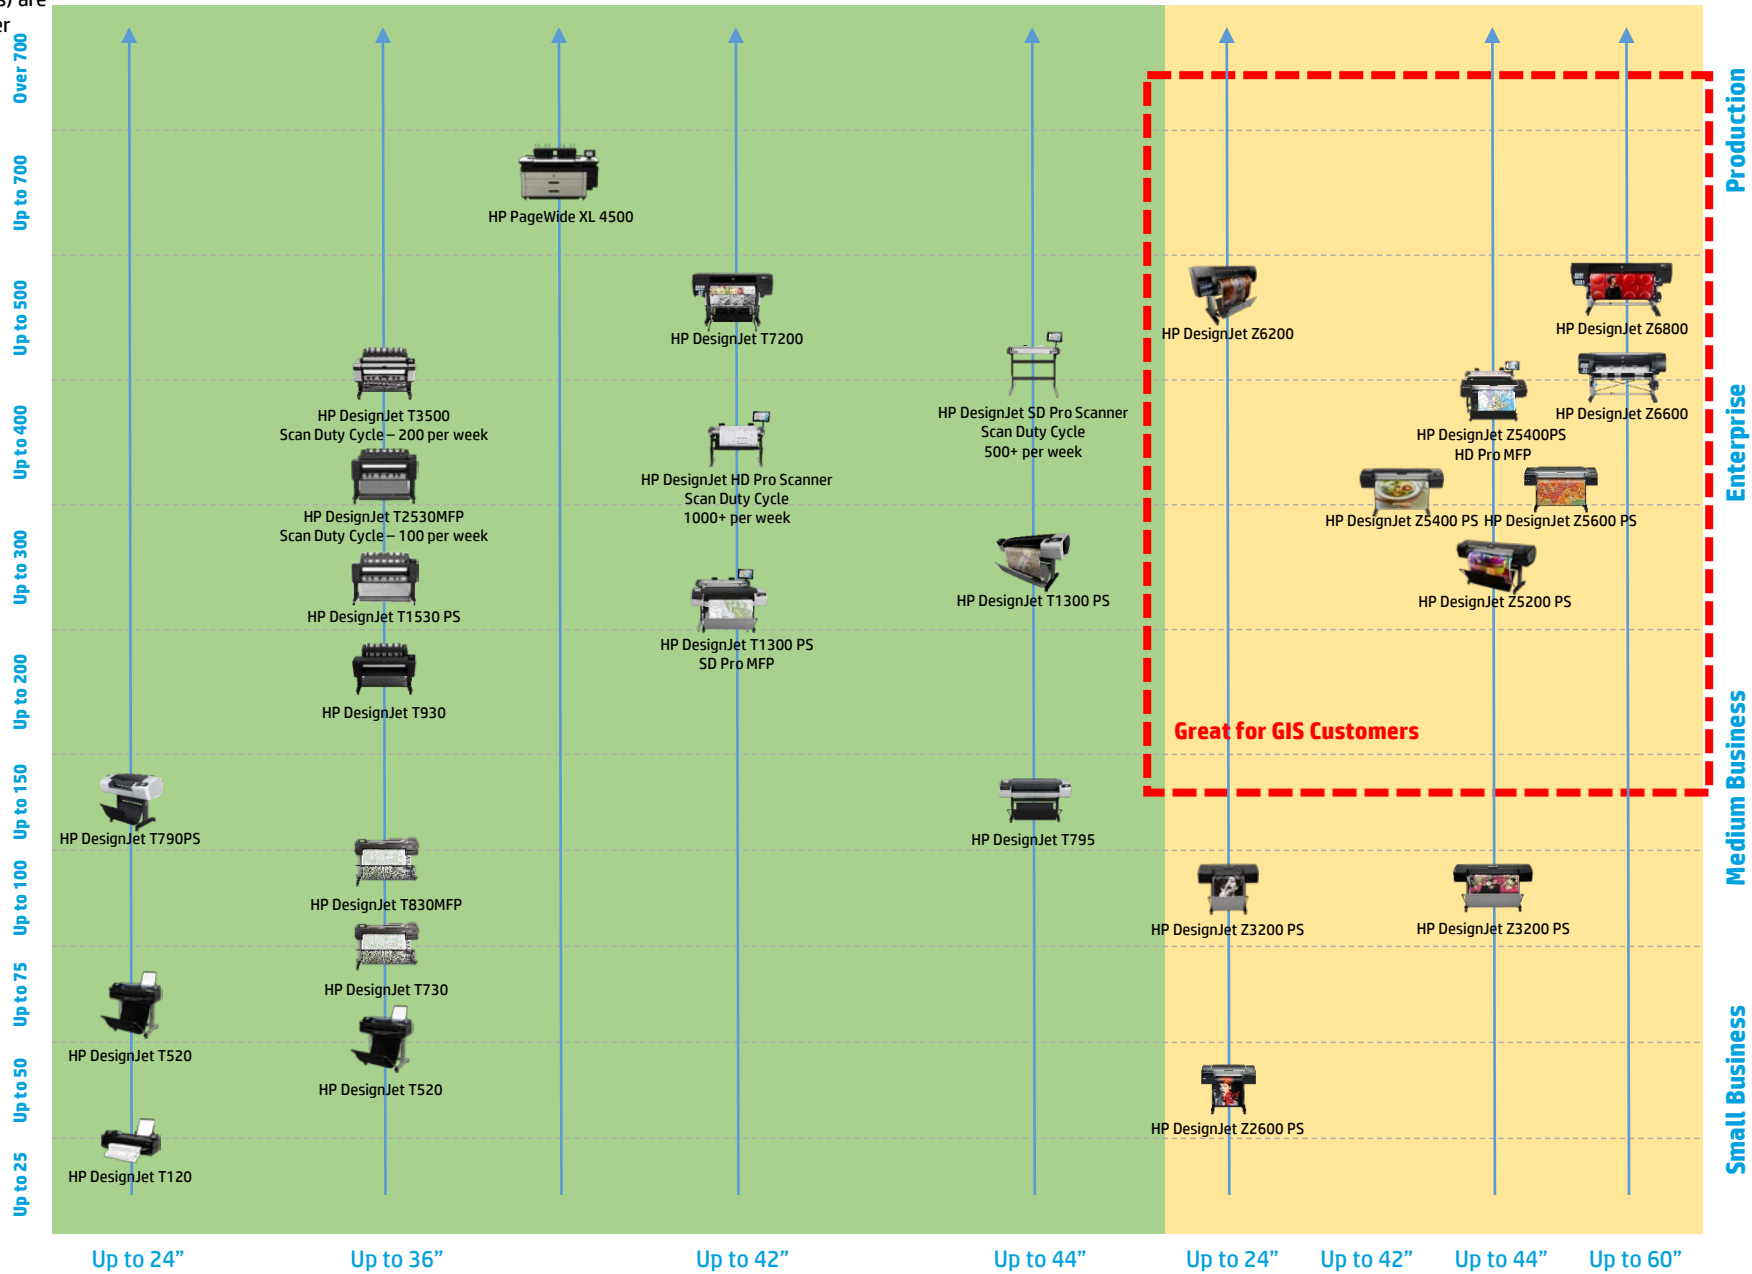 s) are
er
Over 700
Up to 700
Up to 500
Up to 400
Up to 300
Up to 200
Up to 150
Up to 100
Up to 75
Up to 50
Up to 25
HP PageWide XL 4500
HP DesignJet T7200
HP DesignJet Z6200
HP DesignJet Z6800
HP DesignJet T3500
Scan Duty Cycle – 200 per week
HP DesignJet SD Pro Scanner
Scan Duty Cycle
500+ per week
HP DesignJet Z6600
HP DesignJet Z5400PS
HD Pro MFP
HP DesignJet HD Pro Scanner
Scan Duty Cycle
1000+ per week
HP DesignJet T2530MFP
Scan Duty Cycle – 100 per week
HP DesignJet Z5400 PS
HP DesignJet Z5600 PS
HP DesignJet T1530 PS
HP DesignJet T1300 PS
SD Pro MFP
HP DesignJet T1300 PS
HP DesignJet Z5200 PS
HP DesignJet T930
Great for GIS Customers
HP DesignJet T790PS
HP DesignJet T795
HP DesignJet T830MFP
HP DesignJet Z3200 PS
HP DesignJet Z3200 PS
HP DesignJet T730
HP DesignJet T520
HP DesignJet T520
HP DesignJet Z2600 PS
HP DesignJet T120
Production
Enterprise
Medium Business
Small Business
Up to 24”
Up to 36”
Up to 42”
Up to 44”
Up to 24”
Up to 42”
Up to 44”
Up to 60”